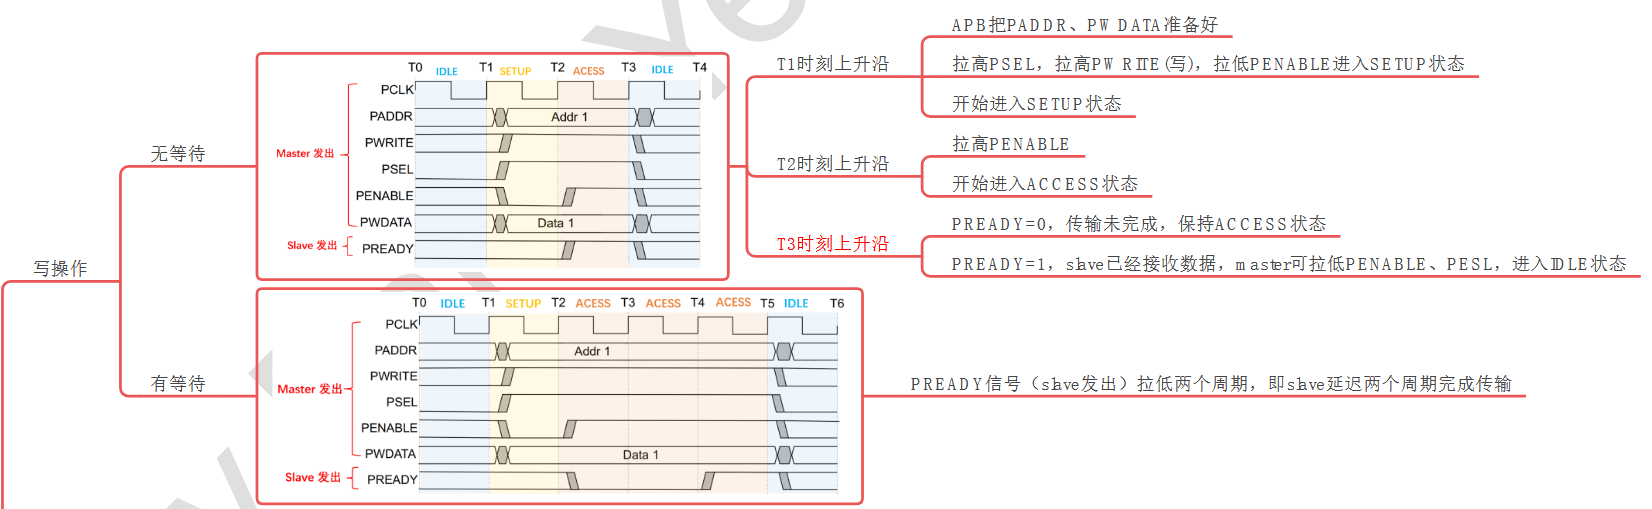 写操作
无等待
T0 IDLE T1 SETUP T2 ACESS T3 IDLE T4
PCLK
PADDR Addr 1
PWRITE
Master 发出
PSEL
PENABLE
PWDATA Data 1
Slave 发出
PREADY
T1时刻上升沿
APB把PADDR、PWDATA准备好
拉高PSEL，拉高PWRITE(写)，拉低PENABLE进入SETUP状态
开始进入SETUP状态
T2时刻上升沿
拉高PENABLE
开始进入ACCESS状态
T3时刻上升沿
PREADY=0，传输未完成，保持ACCESS状态
PREADY=1，slave已经接收数据，master可拉低PENABLE、PESL，进入IDLE状态
有等待
T0 IDLE T1 SETUP T2 ACESS T3 ACESS T4 ACESS T5 IDLE T6
PCLK
PADDR Addr 1
PWRITE
Master 发出
PSEL
PENABLE
PWDATA Data 1
Slave 发出
PREADY
PREADY信号（slave发出）拉低两个周期，即slave延迟两个周期完成传输